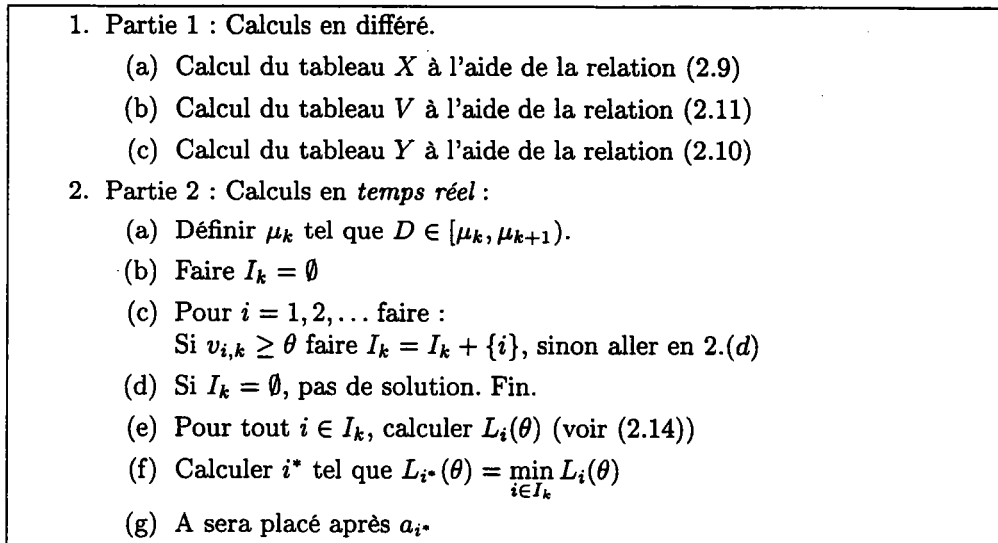 1. Partie 1 : Calculs en différé.
(a) Calcul du tableau X à l'aide de la relation (2.9)
(b) Calcul du tableau V à l'aide de la relation (2.11)
(c) Calcul du tableau Y à l'aide de la relation (2.10)
2. Partie 2 : Calculs en temps réel :
(a) Définir μ_k tel que D ∈ [μ_k, μ_{k+1}).
(b) Faire I_k = ∅
(c) Pour i = 1, 2, … faire :
Si v_{i,k} ≥ θ faire I_k = I_k + {i}, sinon aller en 2.(d)
(d) Si I_k = ∅, pas de solution. Fin.
(e) Pour tout i ∈ I_k, calculer L_i(θ) (voir (2.14))
(f) Calculer i* tel que L_{i*}(θ) = min_{i∈I_k} L_i(θ)
(g) A sera placé après a_{i*}